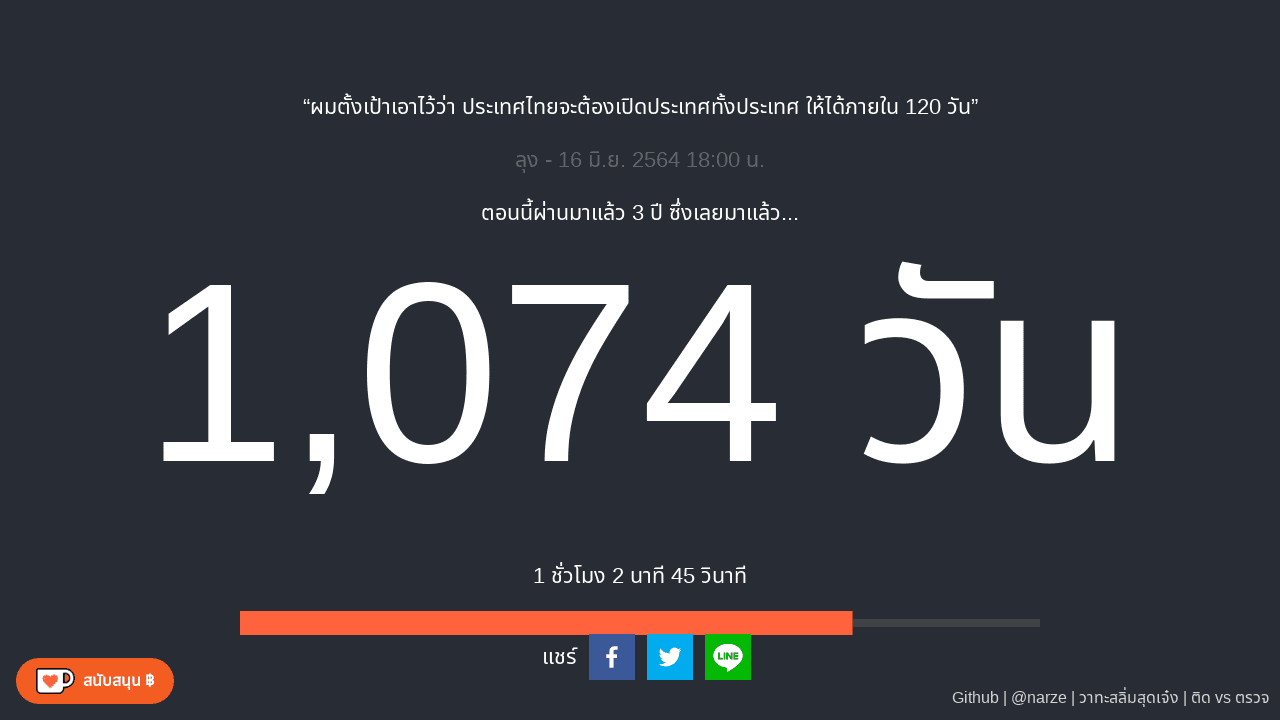 “ผมตั้งเป้าเอาไว้ว่า ประเทศไทยจะต้องเปิดประเทศทั้งประเทศ ให้ได้ภายใน 120 วัน”
ลุง - 16 มิ.ย. 2564 18:00 น.
ตอนนี้ผ่านมาแล้ว 3 ปี ซึ่งเลยมาแล้ว...
1,074 วัน
1 ชั่วโมง 2 นาที 45 วินาที
แชร์
LINE
สนับสนุน ฿
Github | @narze | วาทะสลิ่มสุดเจ๋ง | ติด vs ตรวจ